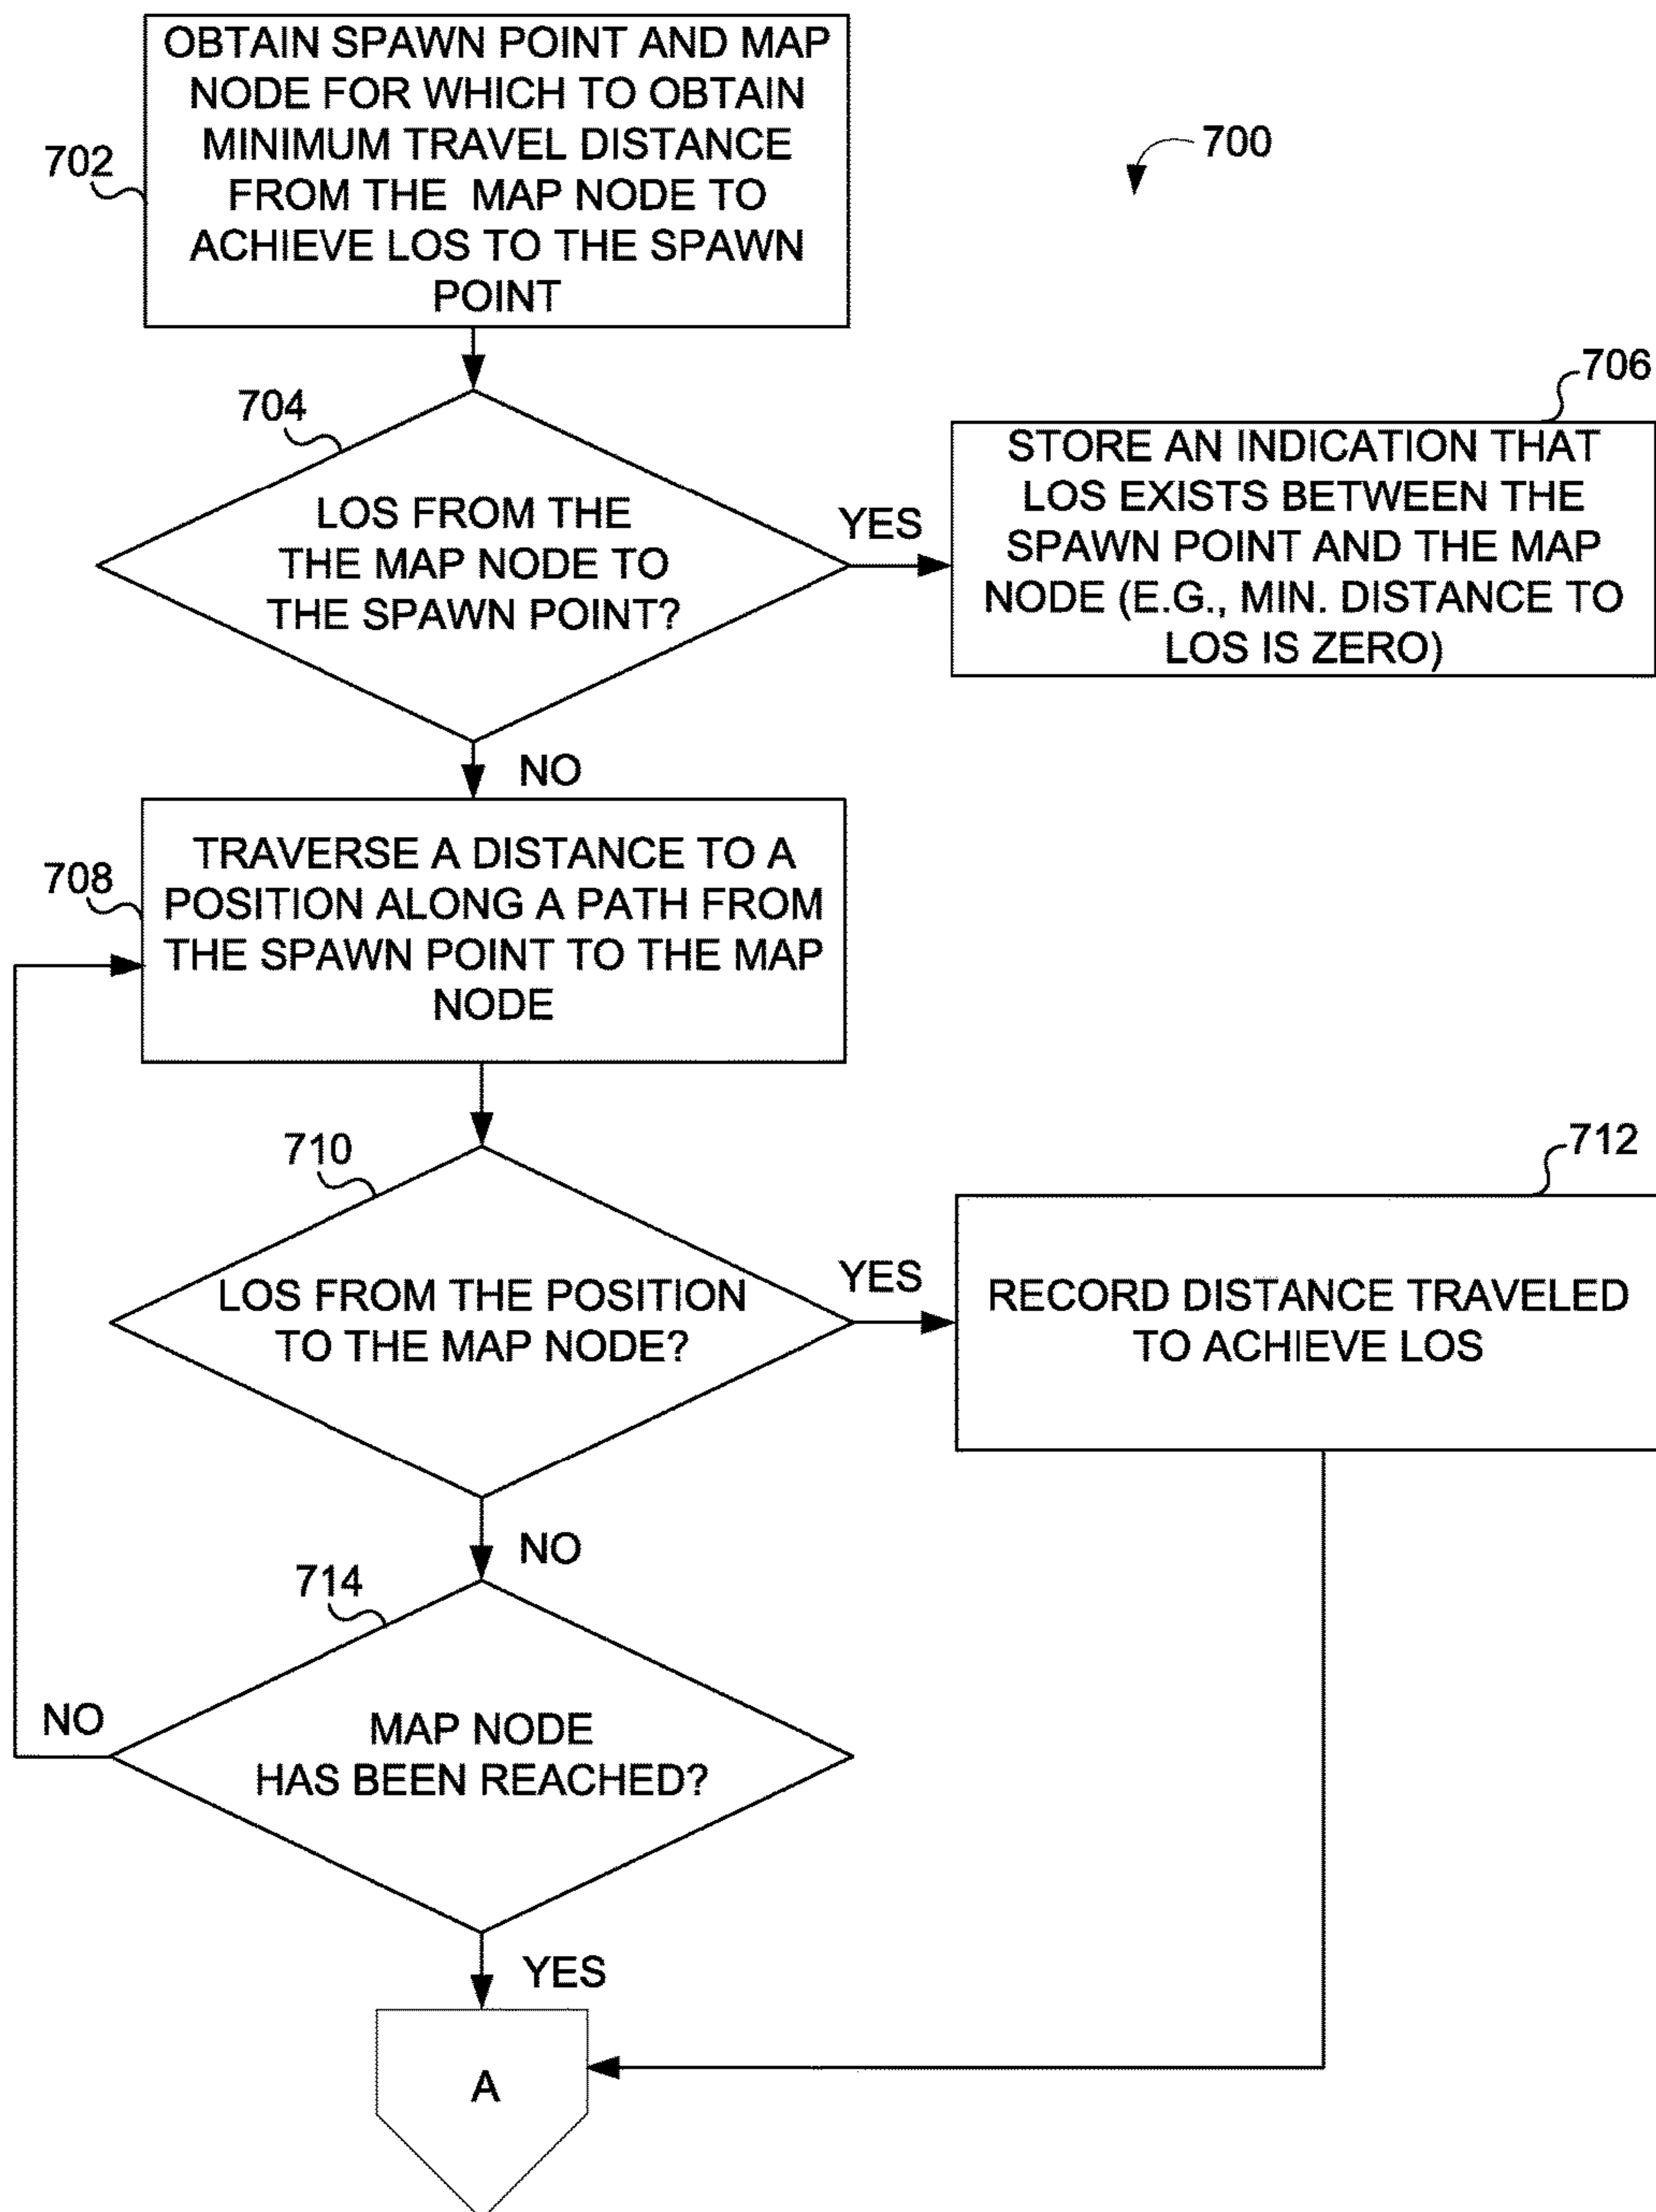 OBTAIN SPAWN POINT AND MAP
NODE FOR WHICH TO OBTAIN
MINIMUM TRAVEL DISTANCE
FROM THE MAP NODE TO
ACHIEVE LOS TO THE SPAWN
POINT
702
700
704
LOS FROM THE
THE MAP NODE TO
THE SPAWN POINT?
YES
706
STORE AN INDICATION THAT
LOS EXISTS BETWEEN THE
SPAWN POINT AND THE MAP
NODE (E.G., MIN. DISTANCE TO
LOS IS ZERO)
NO
708
TRAVERSE A DISTANCE TO A
POSITION ALONG A PATH FROM
THE SPAWN POINT TO THE MAP
NODE
710
LOS FROM THE POSITION
TO THE MAP NODE?
YES
712
RECORD DISTANCE TRAVELED
TO ACHIEVE LOS
NO
714
MAP NODE
HAS BEEN REACHED?
NO
YES
A